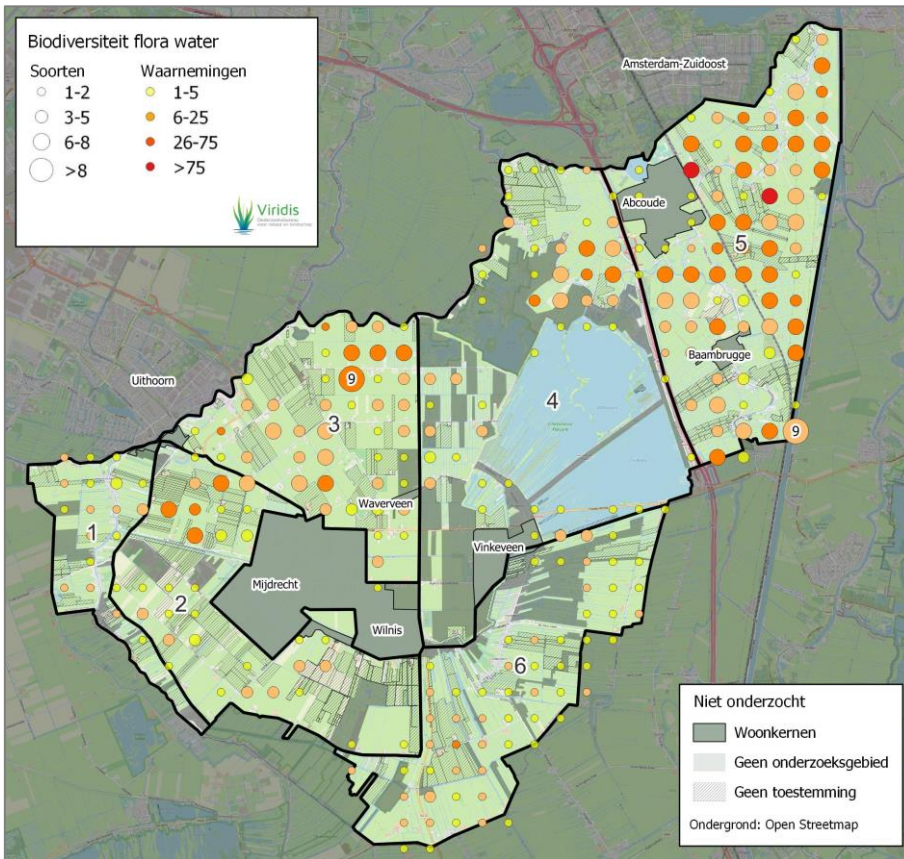 Biodiversiteit flora water
Soorten
Waarnemingen
1-2
1-5
3-5
6-25
6-8
26-75
>8
>75
Viridis
Amsterdam-Zuidoost
Abcoude
5
Baambrugge
9
Uithoorn
9
3
4
Waverveen
1
Vinkeveen
Mijdrecht
2
Wilnis
6
Niet onderzocht
Woonkernen
Geen onderzoeksgebied
Geen toestemming
Ondergrond: Open Streetmap